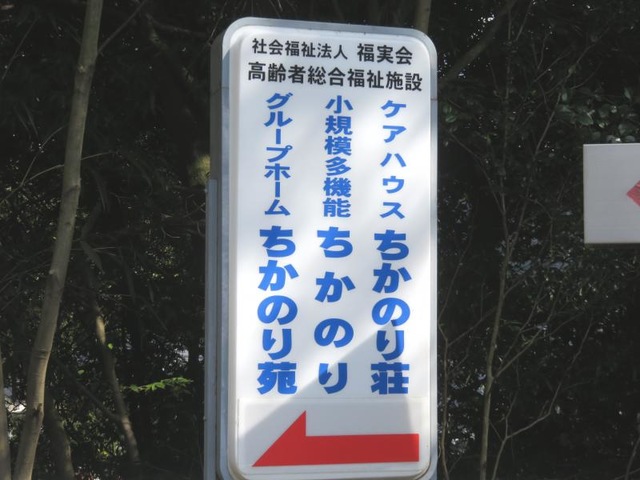 社会福祉法人 福実会
高齢者総合福祉施設
ケアハウス ちかのり荘
小規模多機能 ちかのり
グループホーム ちかのり苑